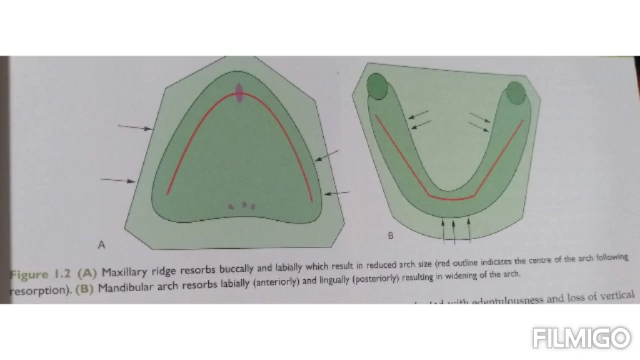 A
B
Figure 1.2 (A) Maxillary ridge resorbs buccally and labially which result in reduced arch size (red outline indicates the centre of the arch following
resorption). (B) Mandibular arch resorbs labially (anteriorly) and lingually (posteriorly) resulting in widening of the arch.
with edentulousness and loss of vertical
FILMIGO